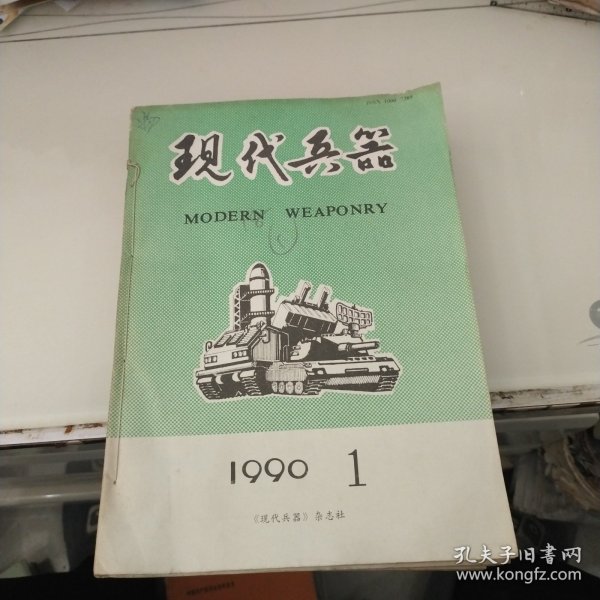 现代兵器
MODERN WEAPONRY
1990 1
《现代兵器》杂志社
孔夫子旧书网
www.kongfz.com